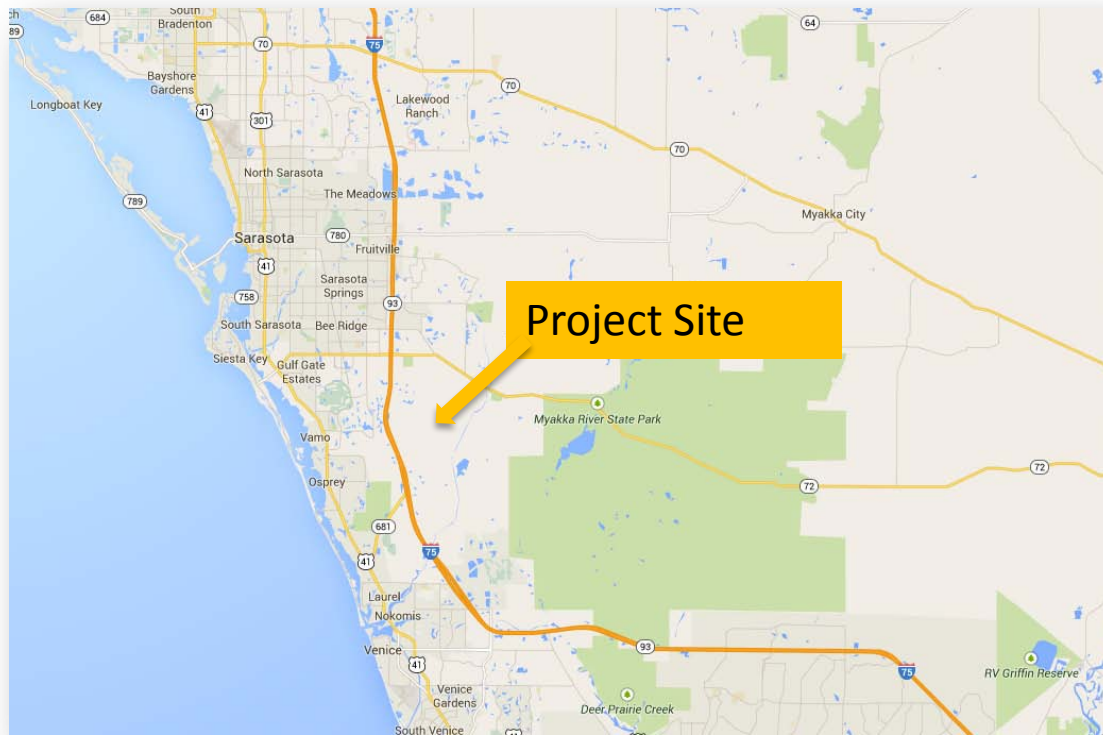 ch
89
684
South
Bradenton
64
70
75
Bayshore
Gardens
Longboat Key
Lakewood
Ranch
70
41
301
70
North Sarasota
The Meadows
789
Myakka City
Sarasota
780
Fruitville
41
Sarasota
Springs
758
93
Project Site
South Sarasota
Bee Ridge
Siesta Key
Gulf Gate
Estates
Myakka River State Park
Vamo
72
Osprey
72
681
75
41
Laurel
Nokomis
93
Venice
41
75
RV Griffin Reserve
Venice
Gardens
Deer Prairie Creek
South Venice